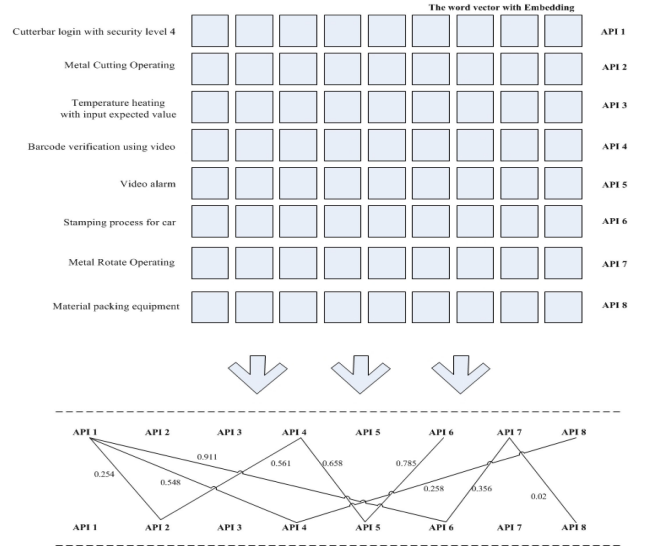 The word vector with Embedding
Cutterbar login with security level 4 API 1
Metal Cutting Operating API 2
Temperature heating
with input expected value API 3
Barcode verification using video API 4
Video alarm API 5
Stamping process for car API 6
Metal Rotate Operating API 7
Material packing equipment API 8
API 1 API 2 API 3 API 4 API 5 API 6 API 7 API 8
0.911 0.561 0.658 0.785
0.254 0.548 0.258 0.356 0.02
API 1 API 2 API 3 API 4 API 5 API 6 API 7 API 8